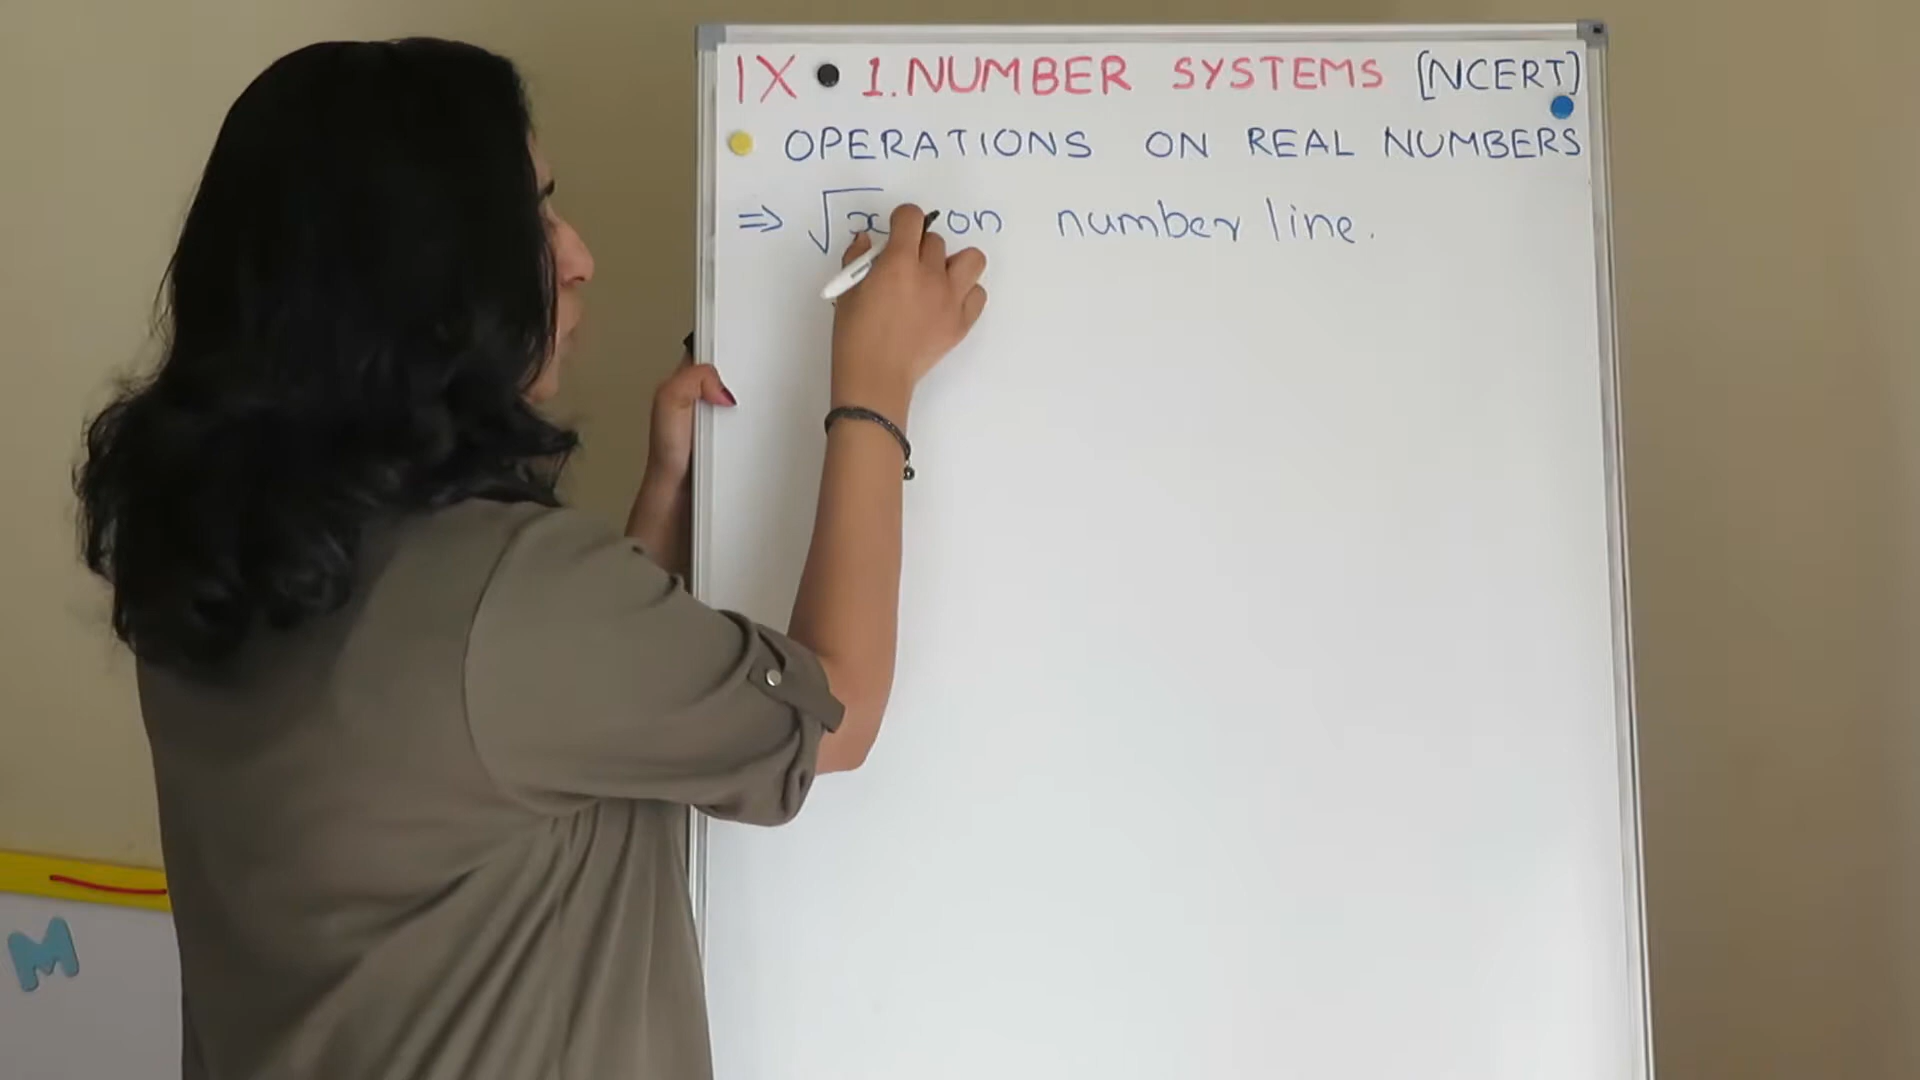 IX • 1. NUMBER SYSTEMS [NCERT]
OPERATIONS ON REAL NUMBERS
⇒ √x on number line.
M